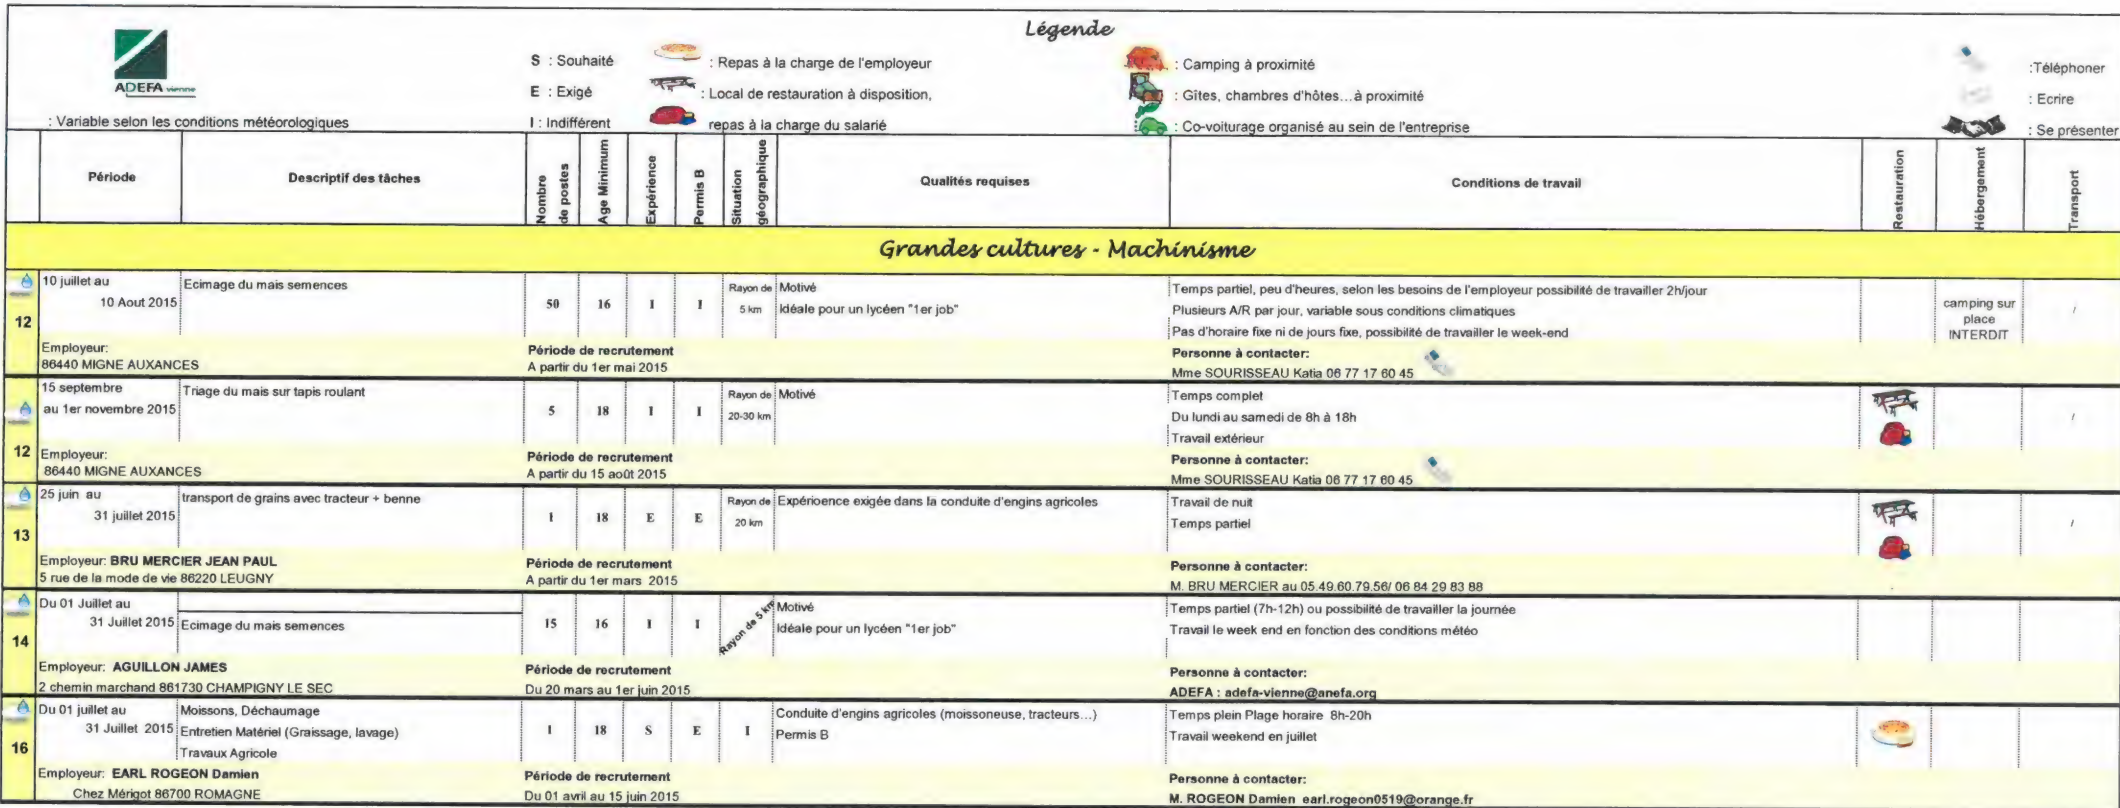 Légende
ADEFA vienne
S : Souhaité
: Repas à la charge de l'employeur
: Camping à proximité
:Téléphoner
E : Exigé
: Local de restauration à disposition,
: Gîtes, chambres d'hôtes...à proximité
: Ecrire
: Variable selon les conditions météorologiques
I : Indifférent
repas à la charge du salarié
: Co-voiturage organisé au sein de l'entreprise
: Se présenter
Période
Descriptif des tâches
Nombre de postes
Age Minimum
Expérience
Permis B
Situation géographique
Qualités requises
Conditions de travail
Restauration
Hébergement
Transport
Grandes cultures - Machinisme
12
10 juillet au
10 Aout 2015
Ecimage du mais semences
50
16
I
I
Rayon de
5 km
Motivé
Idéale pour un lycéen "1er job"
Temps partiel, peu d'heures, selon les besoins de l'employeur possibilité de travailler 2h/jour
Plusieurs A/R par jour, variable sous conditions climatiques
Pas d'horaire fixe ni de jours fixe, possibilité de travailler le week-end
camping sur
place
INTERDIT
/
Employeur:
86440 MIGNE AUXANCES
Période de recrutement
A partir du 1er mai 2015
Personne à contacter:
Mme SOURISSEAU Katia 06 77 17 60 45
12
15 septembre
au 1er novembre 2015
Triage du mais sur tapis roulant
5
18
I
I
Rayon de
20-30 km
Motivé
Temps complet
Du lundi au samedi de 8h à 18h
Travail extérieur
/
Employeur:
86440 MIGNE AUXANCES
Période de recrutement
A partir du 15 août 2015
Personne à contacter:
Mme SOURISSEAU Katia 06 77 17 60 45
13
25 juin au
31 juillet 2015
transport de grains avec tracteur + benne
1
18
E
E
Rayon de
20 km
Expérioence exigée dans la conduite d'engins agricoles
Travail de nuit
Temps partiel
/
Employeur: BRU MERCIER JEAN PAUL
5 rue de la mode de vie 86220 LEUGNY
Période de recrutement
A partir du 1er mars 2015
Personne à contacter:
M. BRU MERCIER au 05.49.60.79.56/ 06 84 29 83 88
14
Du 01 Juillet au
31 Juillet 2015
Ecimage du mais semences
15
16
I
I
Rayon de 5 km
Motivé
Idéale pour un lycéen "1er job"
Temps partiel (7h-12h) ou possibilité de travailler la journée
Travail le week end en fonction des conditions météo
Employeur: AGUILLON JAMES
2 chemin marchand 861730 CHAMPIGNY LE SEC
Période de recrutement
Du 20 mars au 1er juin 2015
Personne à contacter:
ADEFA : adefa-vienne@anefa.org
16
Du 01 juillet au
31 Juillet 2015
Moissons, Déchaumage
Entretien Matériel (Graissage, lavage)
Travaux Agricole
1
18
S
E
I
Conduite d'engins agricoles (moissoneuse, tracteurs...)
Permis B
Temps plein Plage horaire 8h-20h
Travail weekend en juillet
Employeur: EARL ROGEON Damien
Chez Mérigot 86700 ROMAGNE
Période de recrutement
Du 01 avril au 15 juin 2015
Personne à contacter:
M. ROGEON Damien earl.rogeon0519@orange.fr